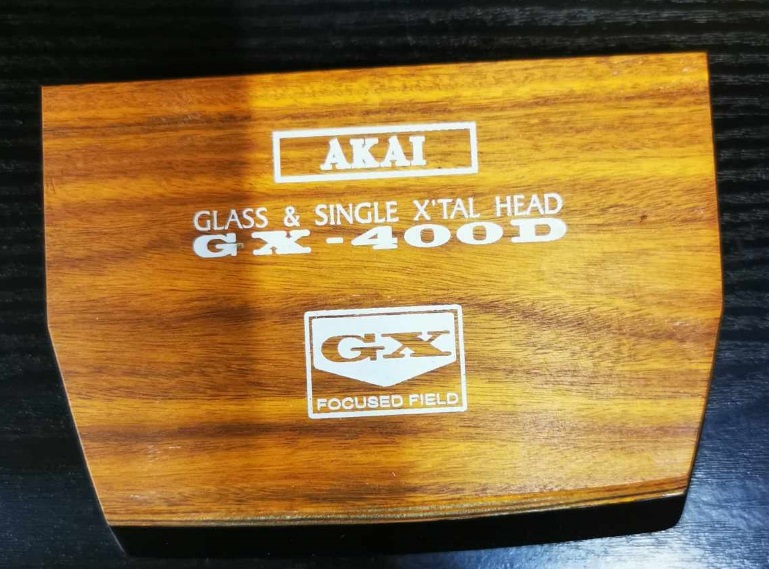 AKAI
GLASS & SINGLE X'TAL HEAD
GX-400D
GX
FOCUSED FIELD